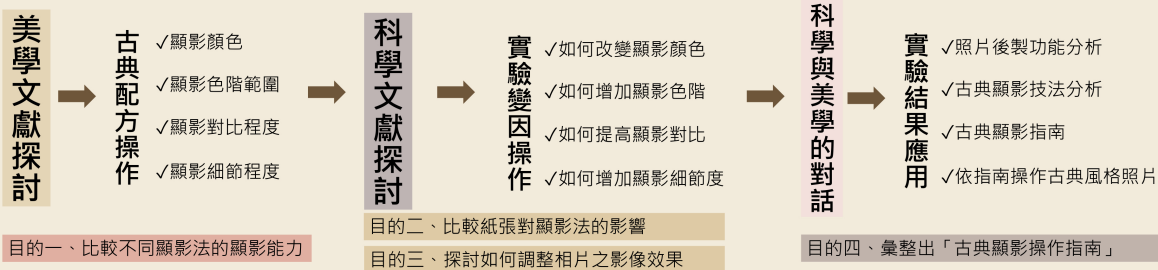 美學文獻探討
古典配方操作
✓顯影顏色
✓顯影色階範圍
✓顯影對比程度
✓顯影細節程度
目的一、比較不同顯影法的顯影能力
科學文獻探討
實驗變因操作
✓如何改變顯影顏色
✓如何增加顯影色階
✓如何提高顯影對比
✓如何增加顯影細節度
目的二、比較紙張對顯影法的影響
目的三、探討如何調整相片之影像效果
科學與美學的對話
實驗結果應用
✓照片後製功能分析
✓古典顯影技法分析
✓古典顯影指南
✓依指南操作古典風格照片
目的四、彙整出「古典顯影操作指南」